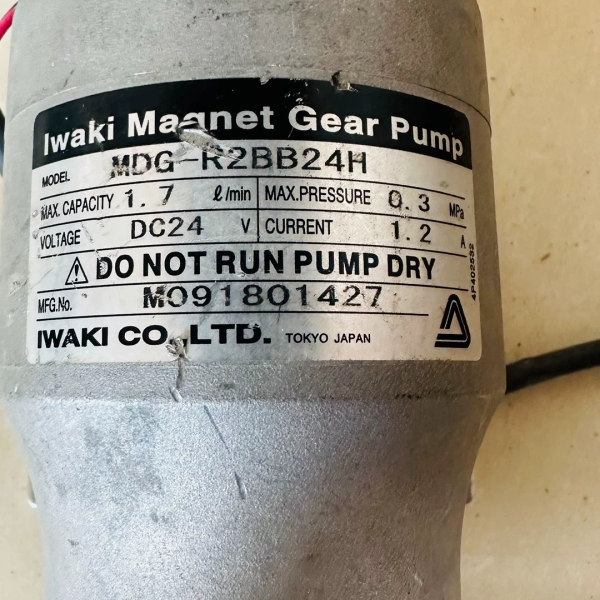 Iwaki Magnet Gear Pump
MODEL MDG-R2BB24H
MAX. CAPACITY 1.7 ℓ/min MAX.PRESSURE 0.3 MPa
VOLTAGE DC24 V CURRENT 1.2 A
⚠ DO NOT RUN PUMP DRY
MFG.No. M091801427
IWAKI CO.,LTD. TOKYO JAPAN
4P402532